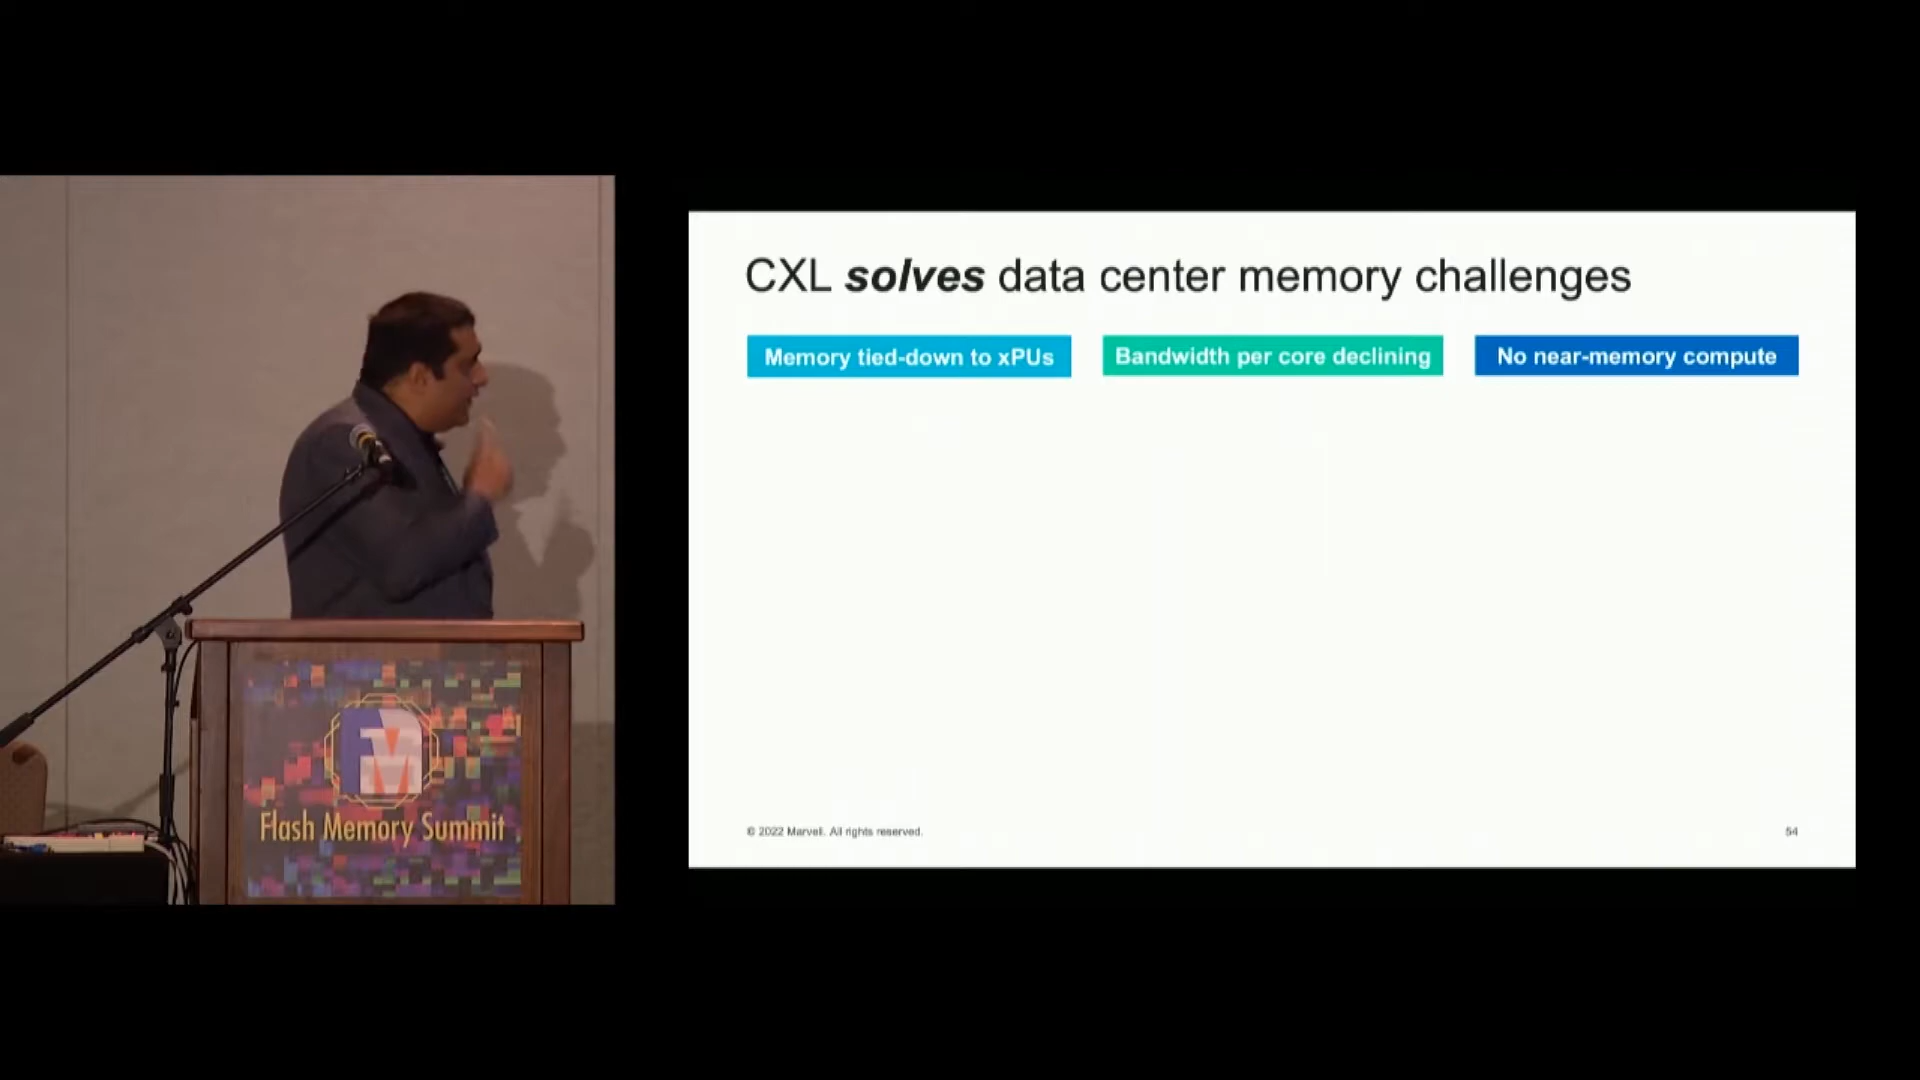 CXL solves data center memory challenges
Memory tied-down to xPUs
Bandwidth per core declining
No near-memory compute
© 2022 Marvell. All rights reserved.
54
FM
Flash Memory Summit